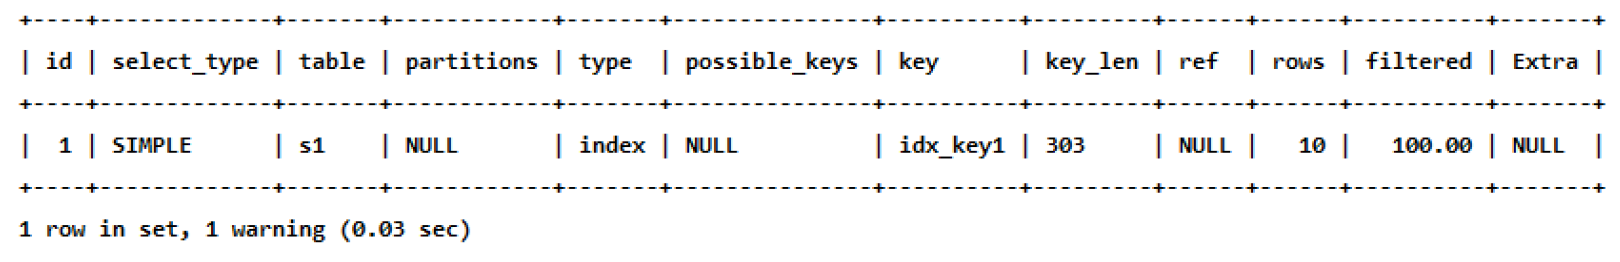 +----+-------------+-------+------------+-------+---------------+----------+---------+------+------+----------+-------+
| id | select_type | table | partitions | type  | possible_keys | key      | key_len | ref  | rows | filtered | Extra |
+----+-------------+-------+------------+-------+---------------+----------+---------+------+------+----------+-------+
|  1 | SIMPLE      | s1    | NULL       | index | NULL          | idx_key1 | 303     | NULL |   10 |   100.00 | NULL  |
+----+-------------+-------+------------+-------+---------------+----------+---------+------+------+----------+-------+
1 row in set, 1 warning (0.03 sec)